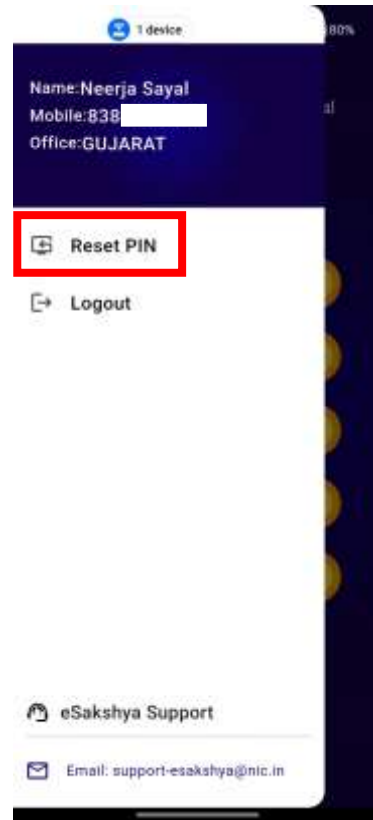 1 device
80%
Name:Neerja Sayal
Mobile:838
Office:GUJARAT
al
Reset PIN
Logout
eSakshya Support
Email: support-esakshya@nic.in